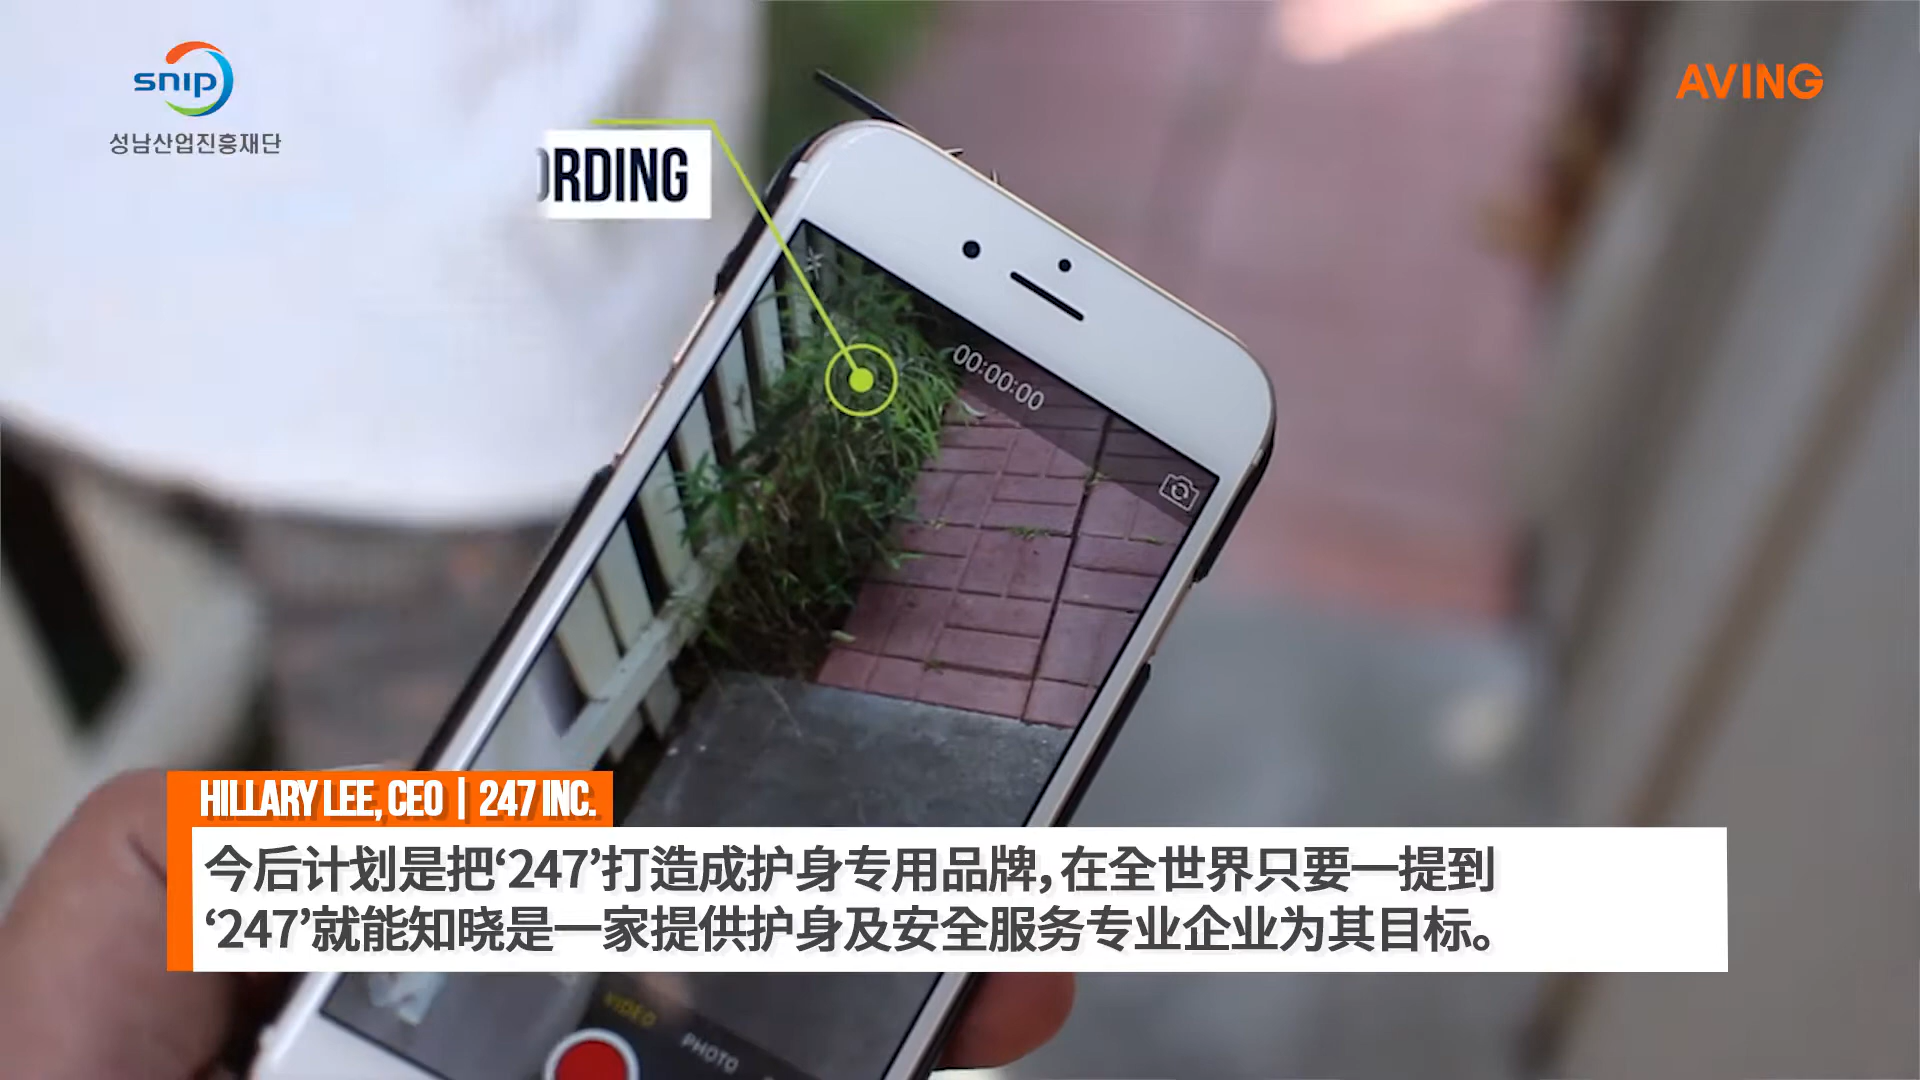 snip
성남산업진흥재단
AVING
ORDING
00:00:00
HILLARY LEE, CEO | 247 INC.
今后计划是把‘247’打造成护身专用品牌，在全世界只要一提到
‘247’就能知晓是一家提供护身及安全服务专业企业为其目标。
VIDEO
PHOTO